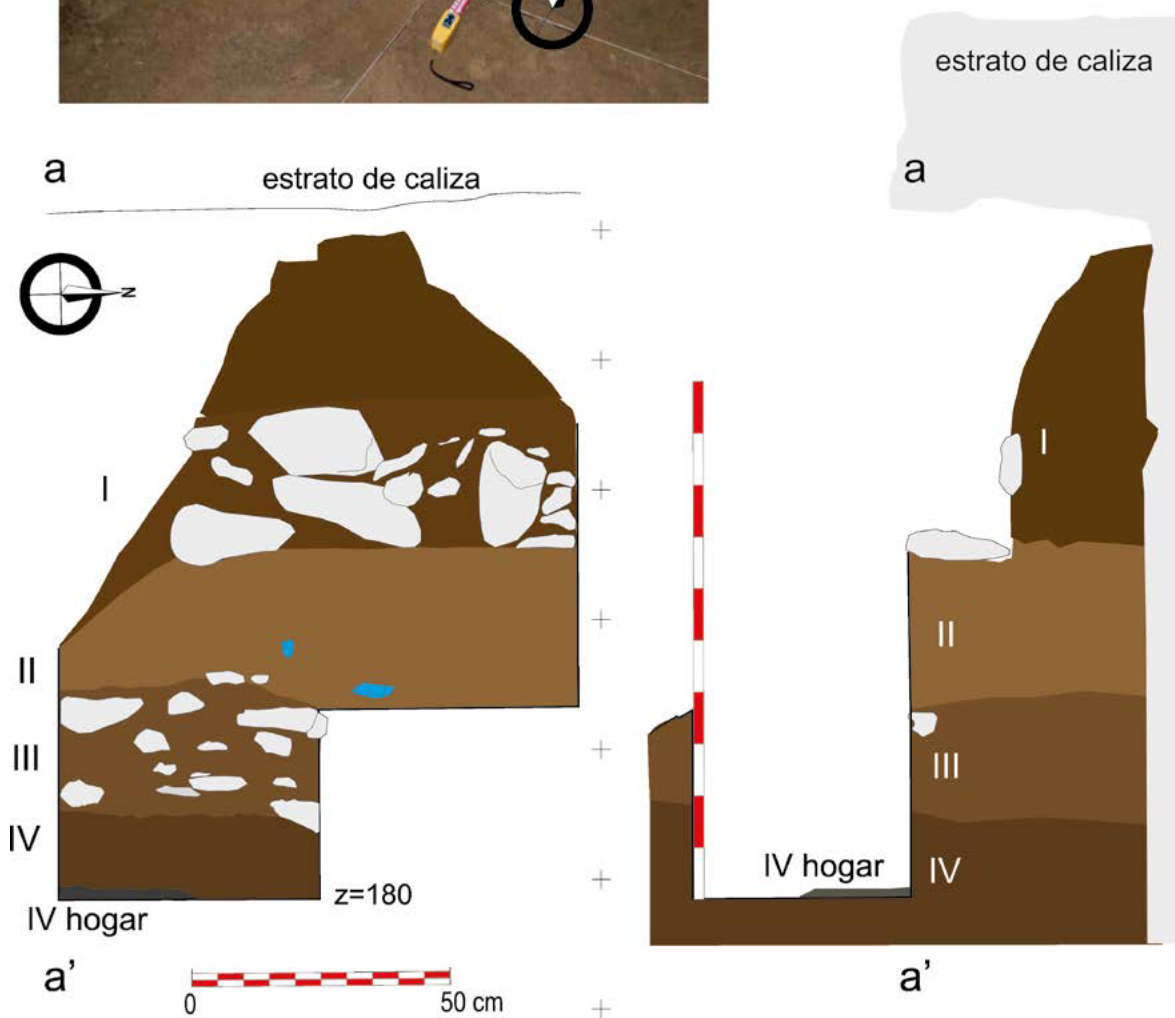 estrato de caliza
a
estrato de caliza
a
N
I
I
II
II
III
III
IV
IV
IV hogar
z=180
IV hogar
a'
0
50 cm
a'